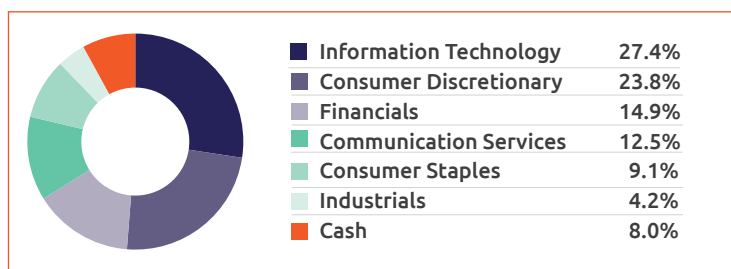 Information Technology 27.4%
Consumer Discretionary 23.8%
Financials 14.9%
Communication Services 12.5%
Consumer Staples 9.1%
Industrials 4.2%
Cash 8.0%